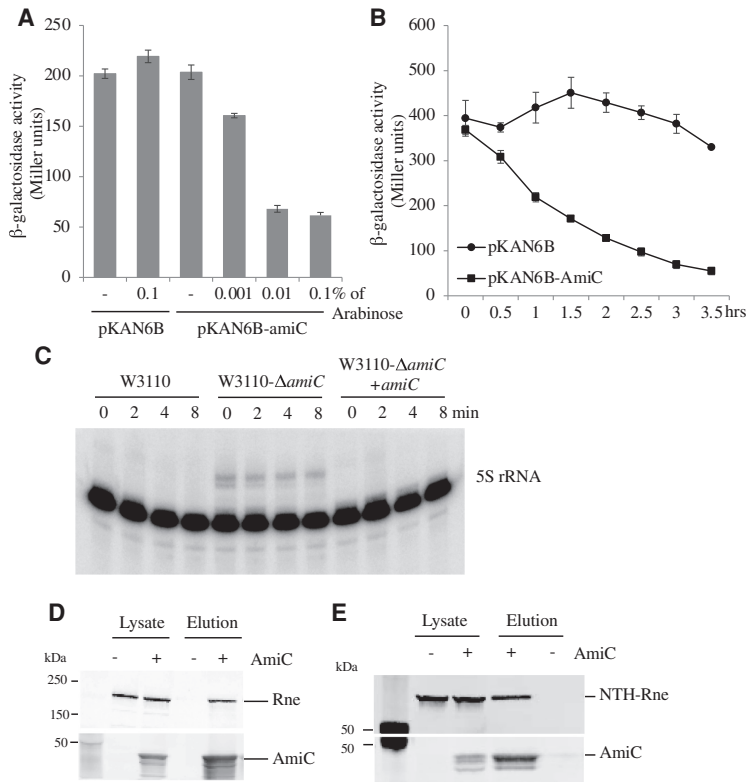 A
β-galactosidase activity
(Miller units)
250
200
150
100
50
0
- 0.1 - 0.001 0.01 0.1% of
Arabinose
pKAN6B pKAN6B-amiC
B
β-galactosidase activity
(Miller units)
600
500
400
300
200
100
0
pKAN6B
pKAN6B-AmiC
0 0.5 1 1.5 2 2.5 3 3.5 hrs
C
W3110 W3110-ΔamiC W3110-ΔamiC
+amiC
0 2 4 8 0 2 4 8 0 2 4 8 min
5S rRNA
D
Lysate Elution
kDa - + - + AmiC
250
Rne
150
50
AmiC
E
Lysate Elution
- + + - AmiC
kDa
NTH-Rne
50
50
AmiC